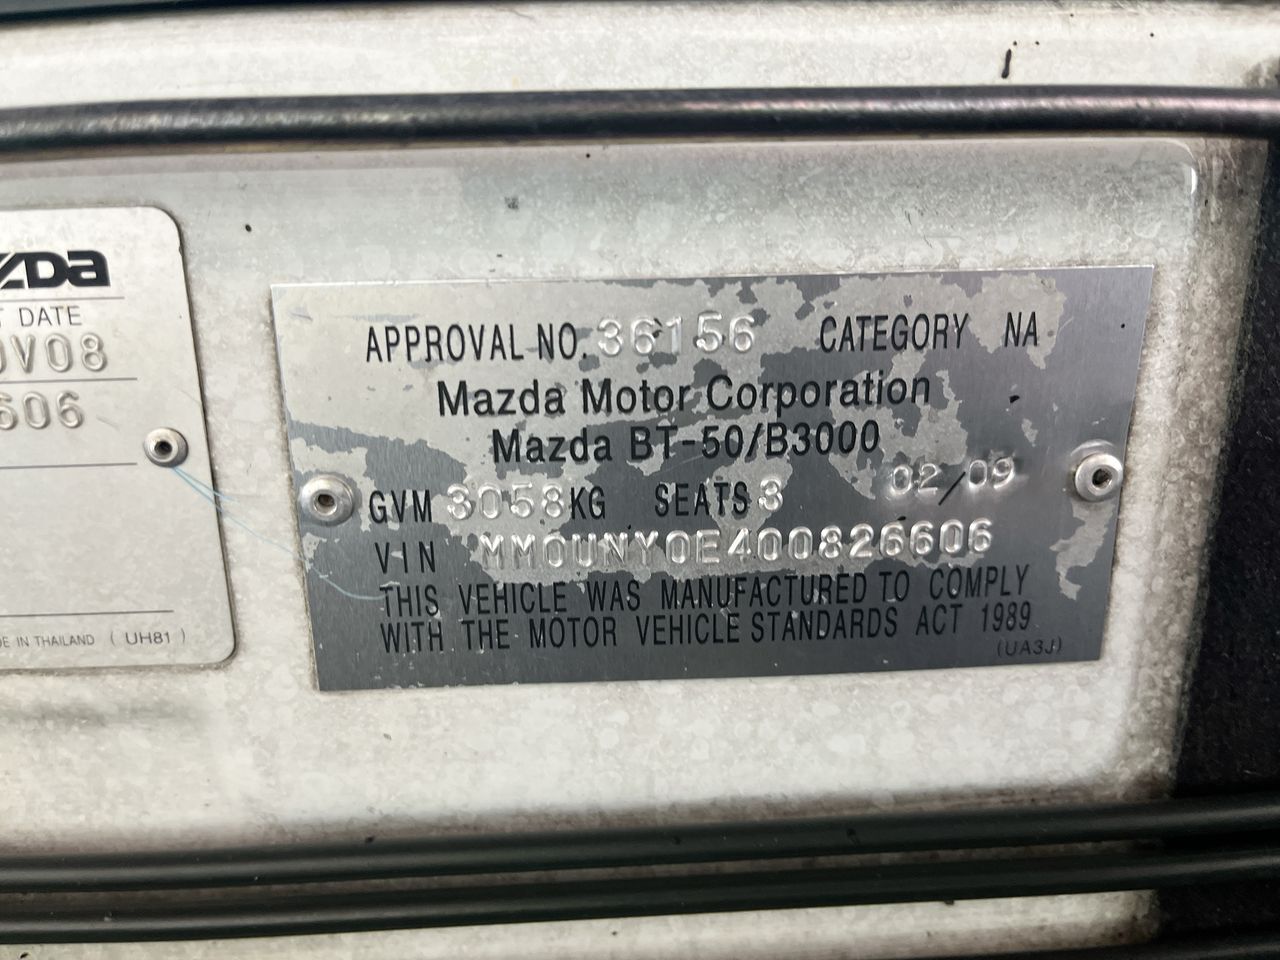 ZDA
T DATE
OV08
606
DE IN THAILAND ( UH81 )
APPROVAL NO. 36156 CATEGORY NA
Mazda Motor Corporation
Mazda BT-50/B3000
GVM 3058KG SEATS 3 02/09
VIN MM0UNY0E400826606
THIS VEHICLE WAS MANUFACTURED TO COMPLY
WITH THE MOTOR VEHICLE STANDARDS ACT 1989
(UA3J)